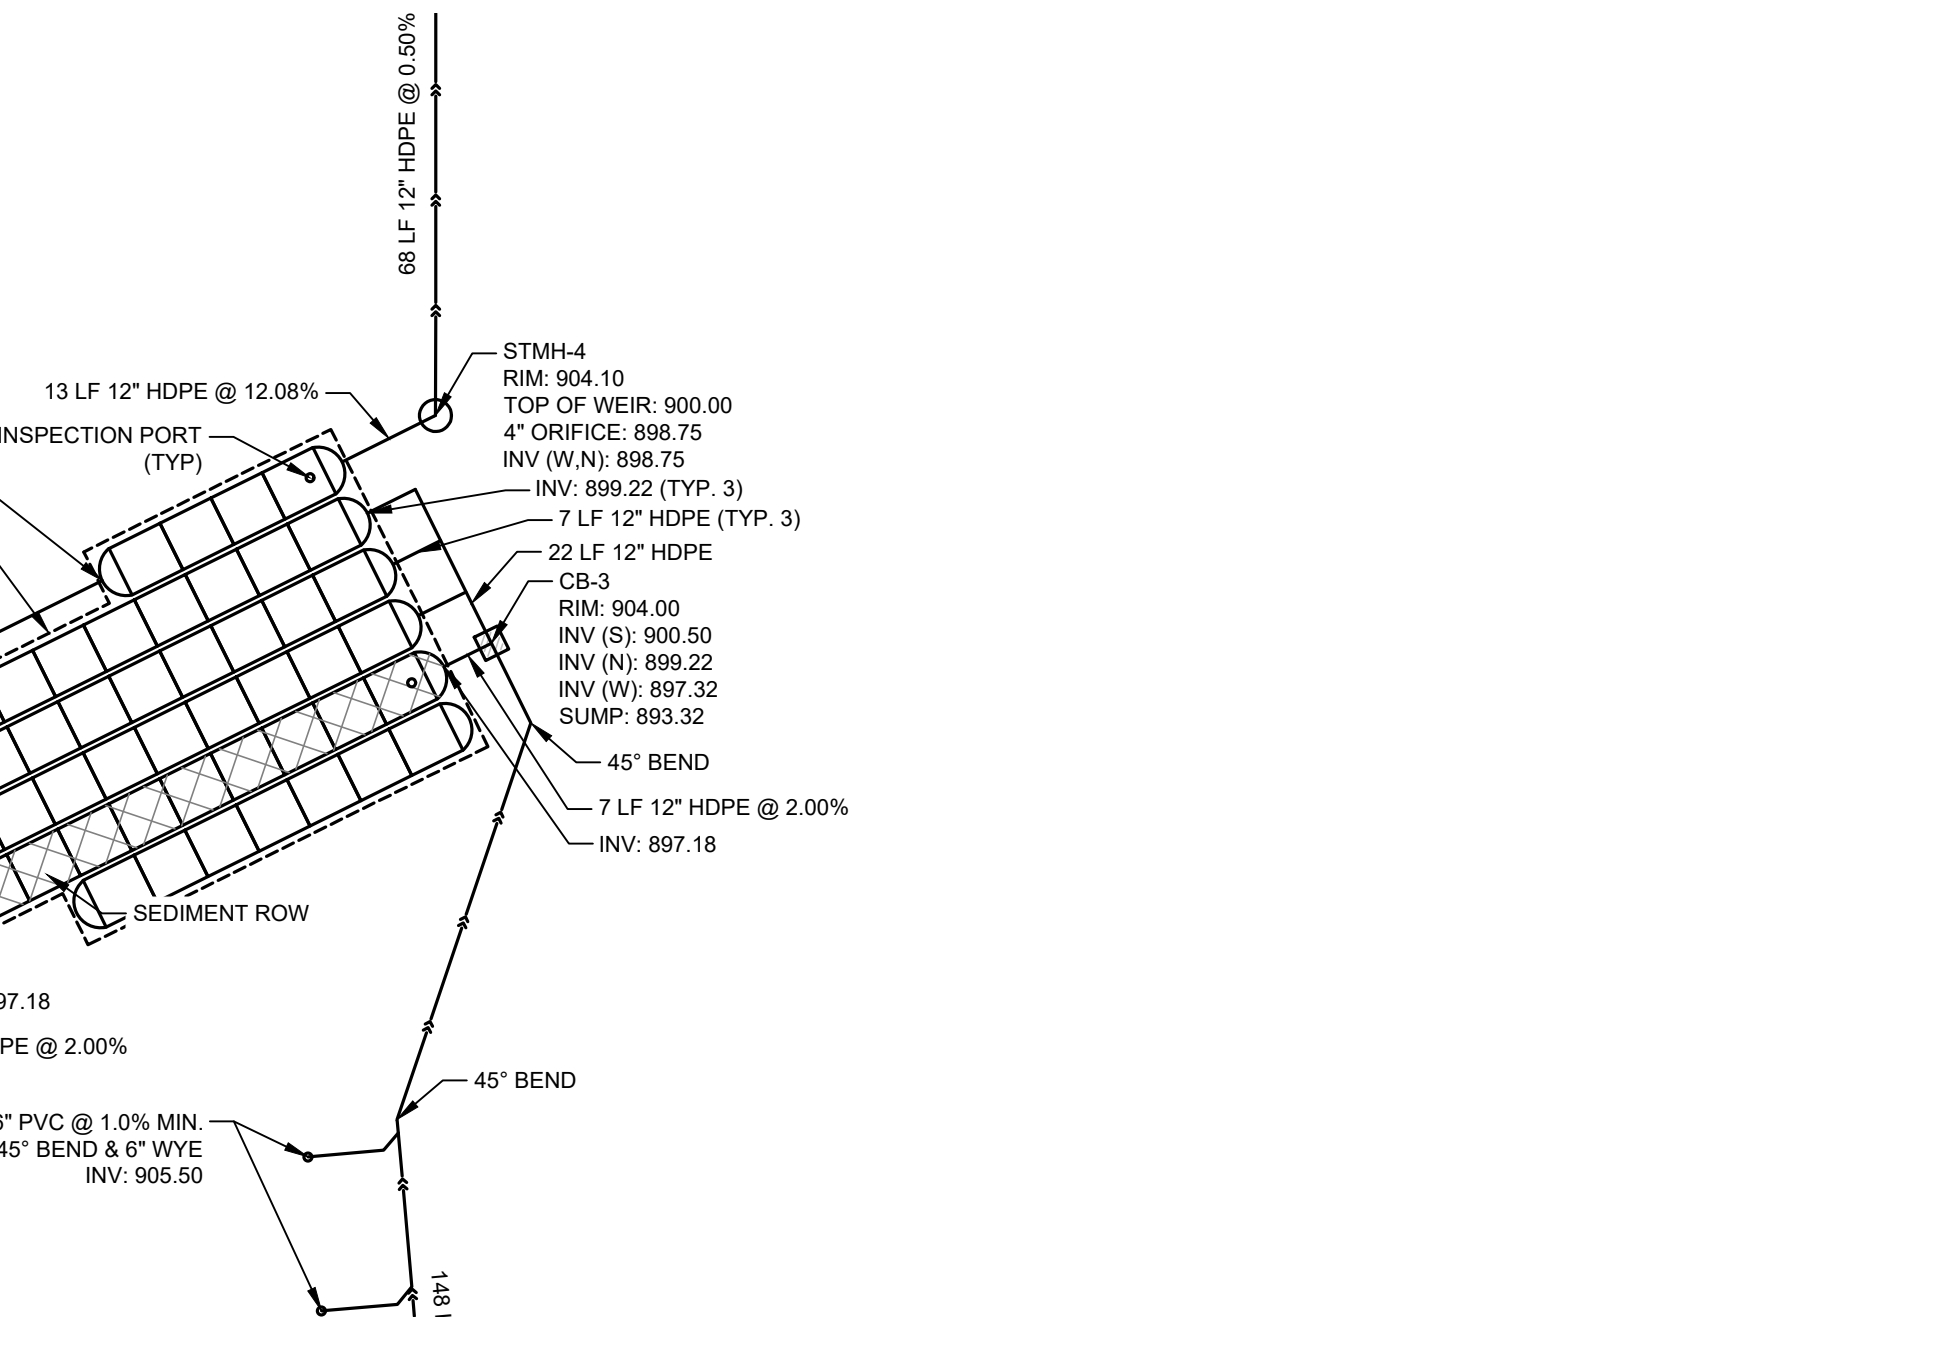 68 LF 12" HDPE @ 0.50%
STMH-4
RIM: 904.10
TOP OF WEIR: 900.00
4" ORIFICE: 898.75
INV (W,N): 898.75
13 LF 12" HDPE @ 12.08%
INSPECTION PORT
(TYP)
INV: 899.22 (TYP. 3)
7 LF 12" HDPE (TYP. 3)
22 LF 12" HDPE
CB-3
RIM: 904.00
INV (S): 900.50
INV (N): 899.22
INV (W): 897.32
SUMP: 893.32
45° BEND
7 LF 12" HDPE @ 2.00%
INV: 897.18
SEDIMENT ROW
97.18
PE @ 2.00%
45° BEND
6" PVC @ 1.0% MIN.
45° BEND & 6" WYE
INV: 905.50
148